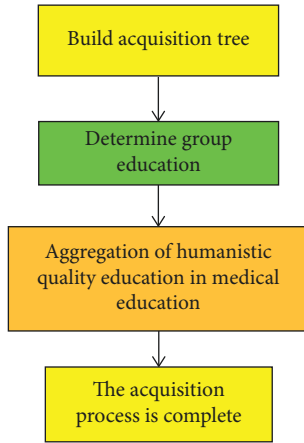 Build acquisition tree
Determine group
education
Aggregation of humanistic
quality education in medical
education
The acquisition
process is complete